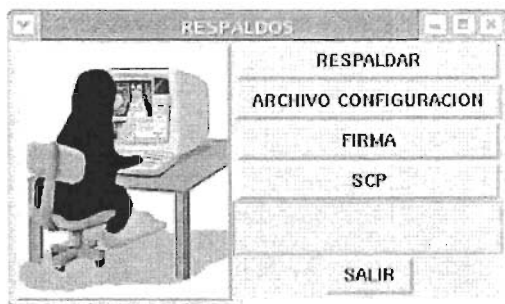 RESPALDOS
RESPALDAR
ARCHIVO CONFIGURACION
FIRMA
SCP
SALIR